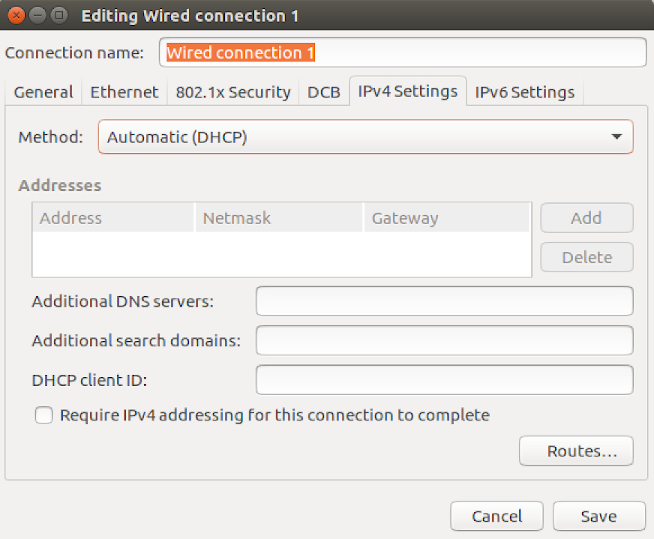 Editing Wired connection 1
Connection name: Wired connection 1
General Ethernet 802.1x Security DCB IPv4 Settings IPv6 Settings
Method: Automatic (DHCP)
Addresses
Address Netmask Gateway Add
Delete
Additional DNS servers:
Additional search domains:
DHCP client ID:
Require IPv4 addressing for this connection to complete
Routes...
Cancel Save